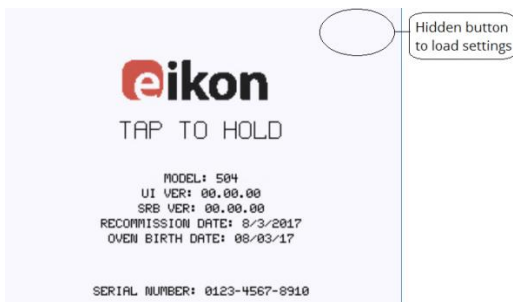 Hidden button
to load settings
eikon
TAP TO HOLD
MODEL: 504
UI VER: 00.00.00
SRB VER: 00.00.00
RECOMMISSION DATE: 8/3/2017
OVEN BIRTH DATE: 08/03/17
SERIAL NUMBER: 0123-4567-8910